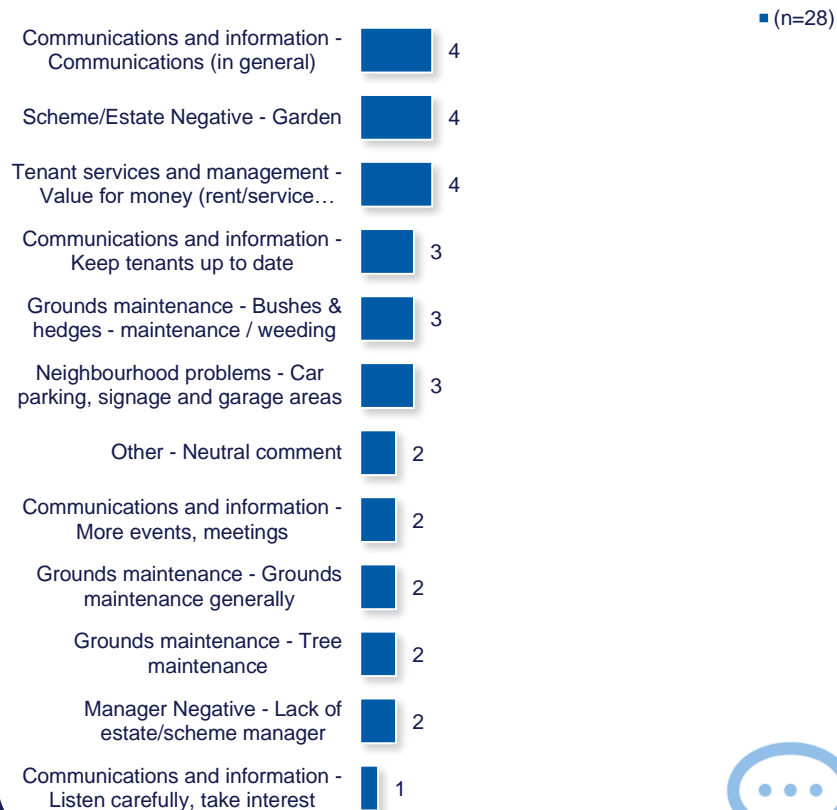 (n=28)
Communications and information -
Communications (in general)
4
Scheme/Estate Negative - Garden
4
Tenant services and management -
Value for money (rent/service…
4
Communications and information -
Keep tenants up to date
3
Grounds maintenance - Bushes &
hedges - maintenance / weeding
3
Neighbourhood problems - Car
parking, signage and garage areas
3
Other - Neutral comment
2
Communications and information -
More events, meetings
2
Grounds maintenance - Grounds
maintenance generally
2
Grounds maintenance - Tree
maintenance
2
Manager Negative - Lack of
estate/scheme manager
2
Communications and information -
Listen carefully, take interest
1